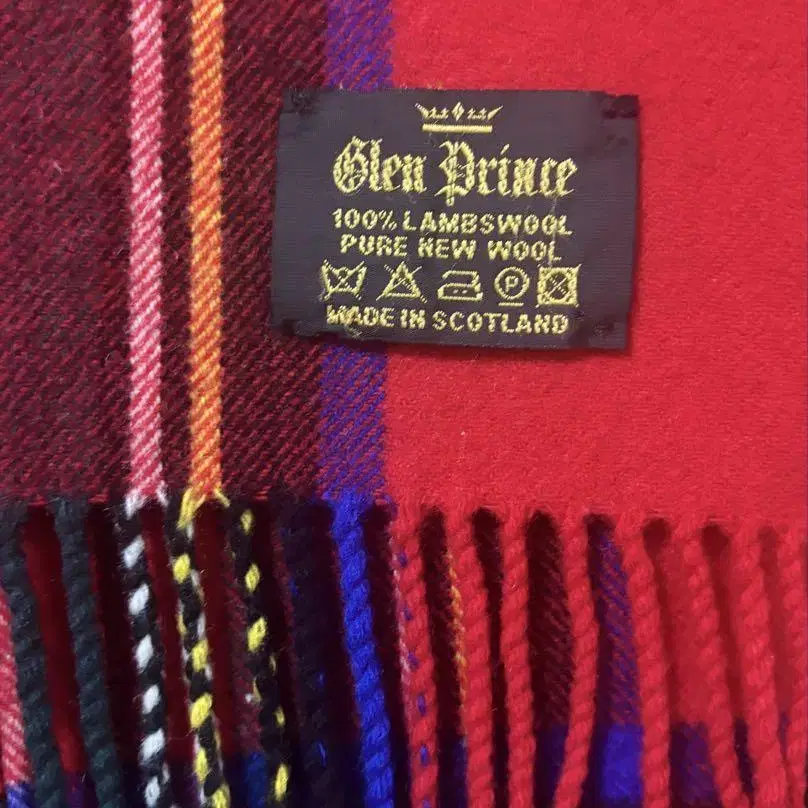 Glen Prince
100% LAMBSWOOL
PURE NEW WOOL
P
MADE IN SCOTLAND